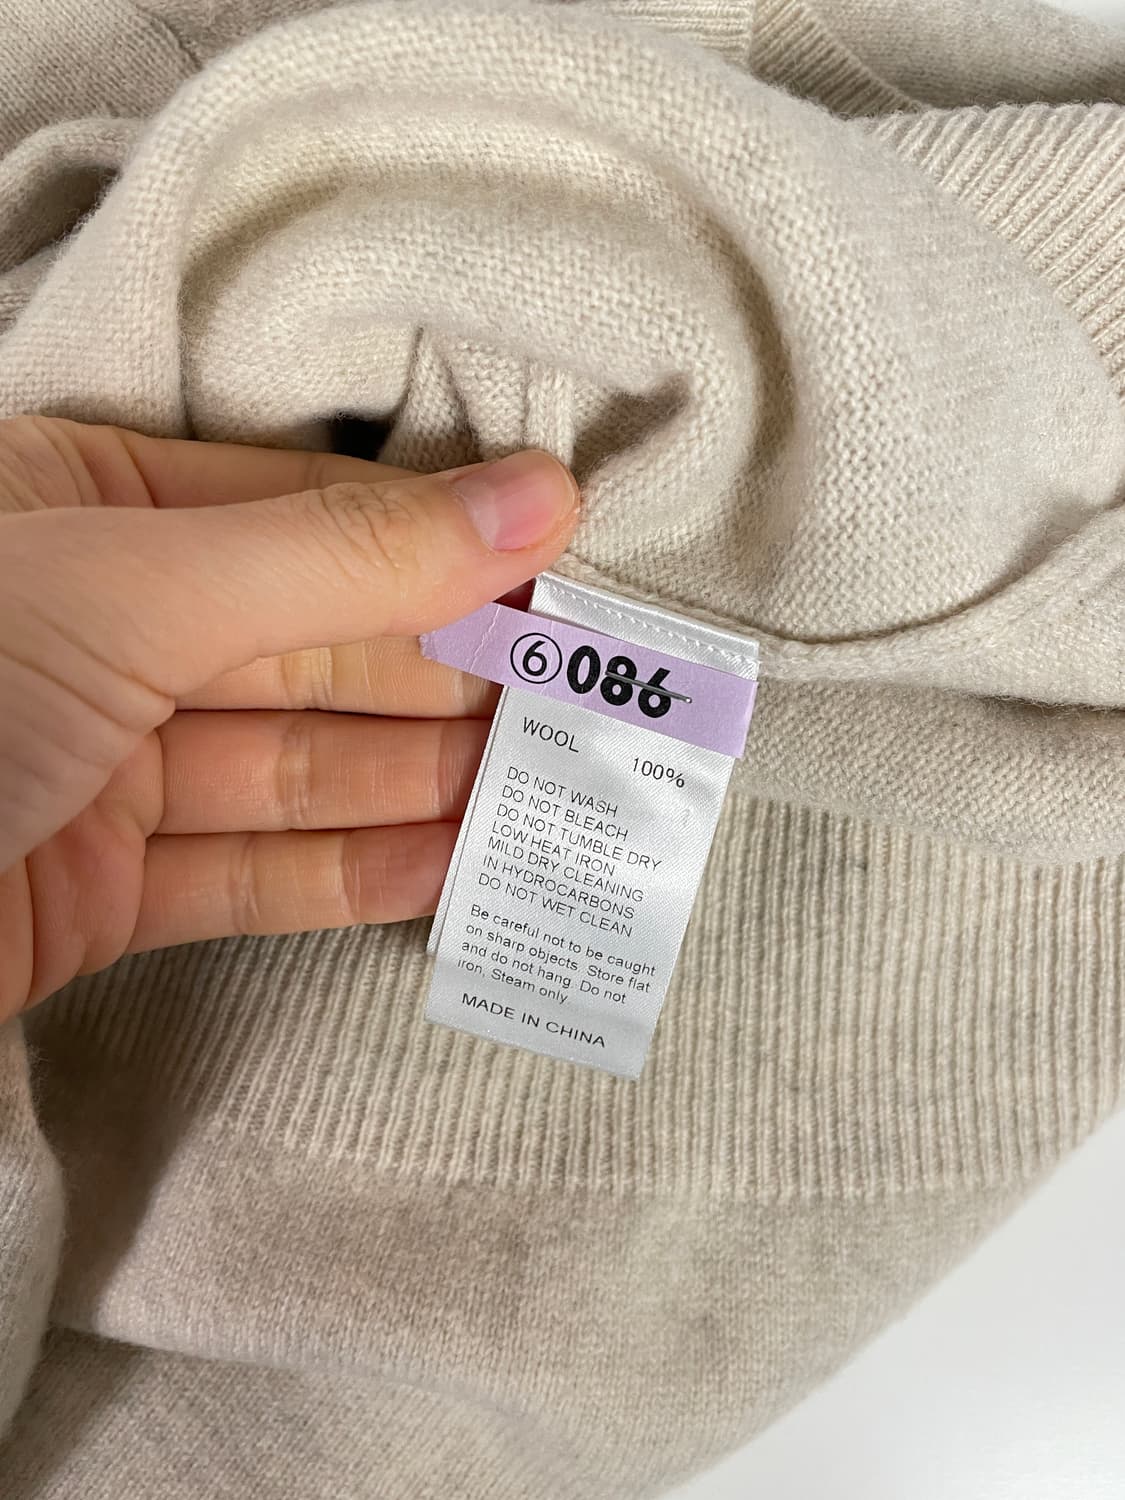 ⑥086
WOOL 100%
DO NOT WASH
DO NOT BLEACH
DO NOT TUMBLE DRY
LOW HEAT IRON
MILD DRY CLEANING
IN HYDROCARBONS
DO NOT WET CLEAN
Be careful not to be caught
on sharp objects. Store flat
and do not hang. Do not
iron, Steam only
MADE IN CHINA